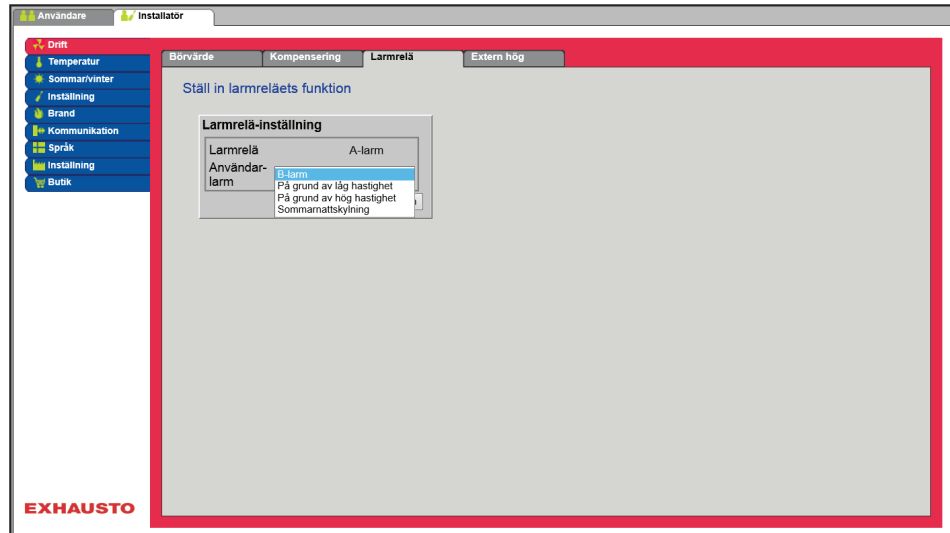 Användare
Installatör
Drift
Temperatur
Sommar/vinter
Inställning
Brand
Kommunikation
Språk
Inställning
Butik
Börvärde
Kompensering
Larmrelä
Extern hög
Ställ in larmreläets funktion
Larmrelä-inställning
Larmrelä A-larm
Användar-
larm
B-larm
På grund av låg hastighet
På grund av hög hastighet
Sommarnattskylning
EXHAUSTO